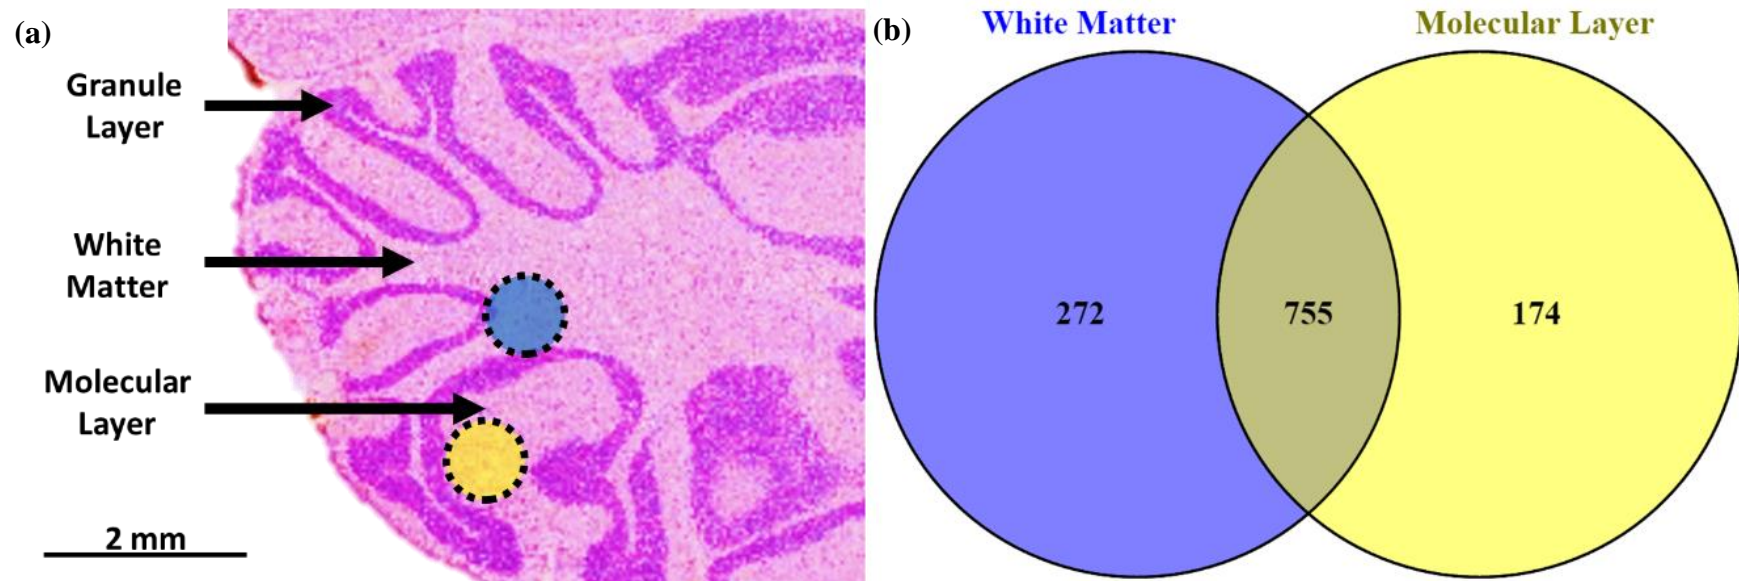 (a)
Granule
Layer
White
Matter
Molecular
Layer
2 mm
(b)
White Matter
Molecular Layer
272
755
174